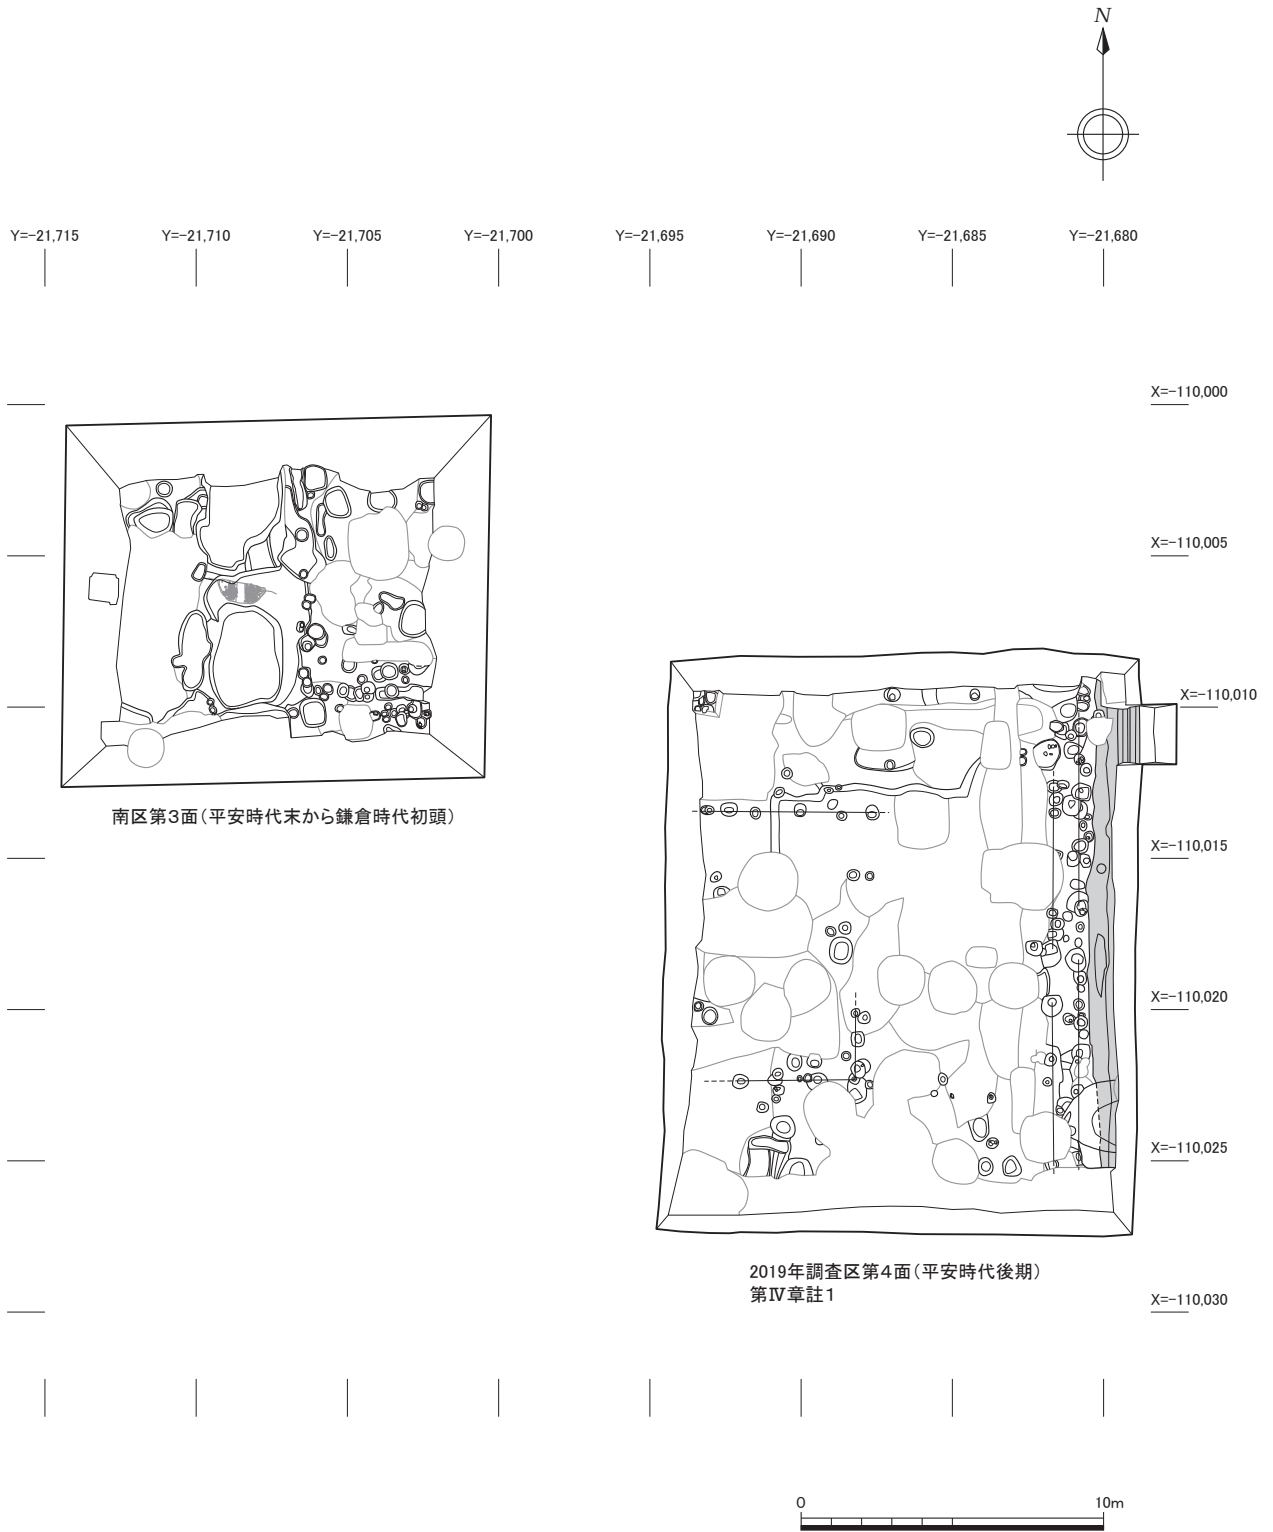 N
Y=-21,715
Y=-21,710
Y=-21,705
Y=-21,700
Y=-21,695
Y=-21,690
Y=-21,685
Y=-21,680
X=-110,000
X=-110,005
X=-110,010
南区第3面（平安時代末から鎌倉時代初頭）
X=-110,015
X=-110,020
X=-110,025
2019年調査区第4面（平安時代後期）
第Ⅳ章註1
X=-110,030
0
10m